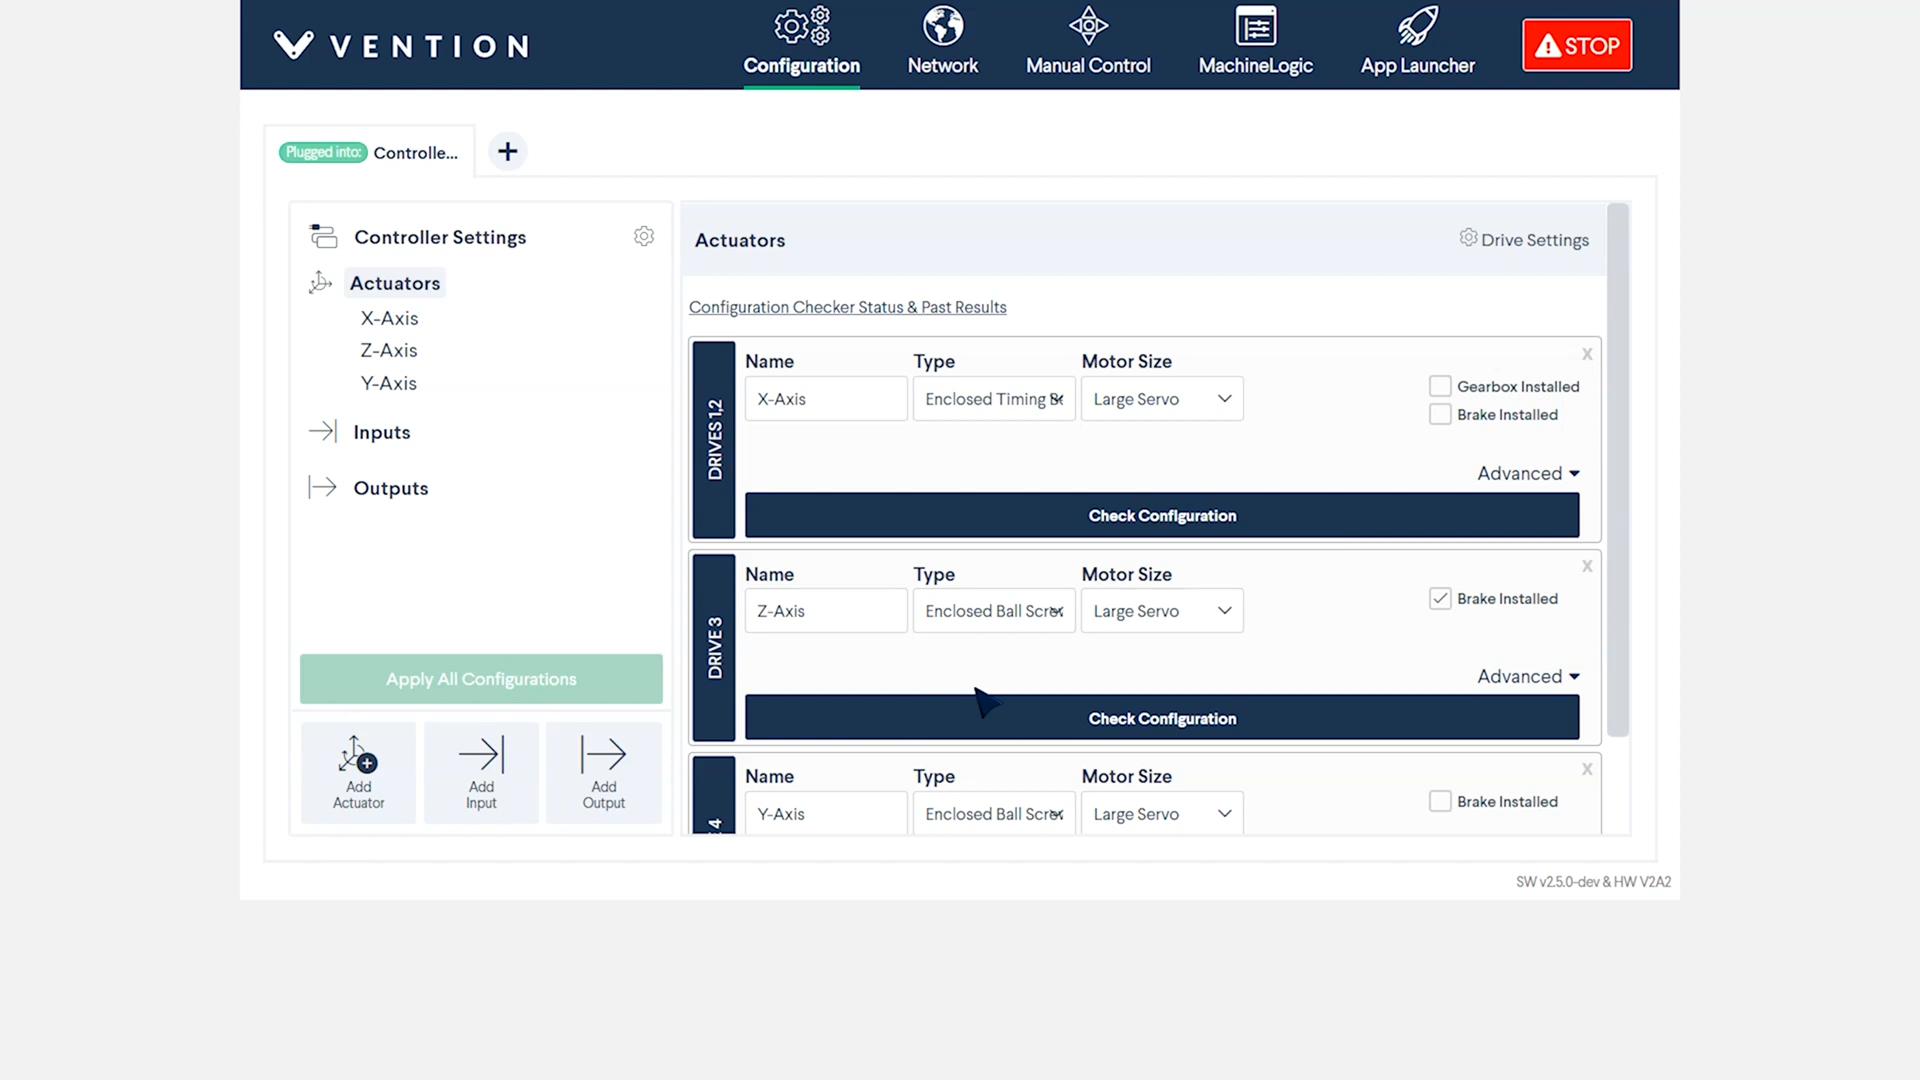 VENTION
Configuration
Network
Manual Control
MachineLogic
App Launcher
STOP
Plugged into: Controlle...
+
Controller Settings
Actuators
X-Axis
Z-Axis
Y-Axis
Inputs
Outputs
Apply All Configurations
Add
Actuator
Add
Input
Add
Output
Actuators
Drive Settings
Configuration Checker Status & Past Results
DRIVES 1,2
Name Type Motor Size
X
X-Axis Enclosed Timing Large Servo
Gearbox Installed
Brake Installed
Advanced
Check Configuration
DRIVE 3
Name Type Motor Size
X
Z-Axis Enclosed Ball Large Servo
Brake Installed
Advanced
Check Configuration
4
Name Type Motor Size
X
Y-Axis Enclosed Ball Large Servo
Brake Installed
SW v2.5.0-dev & HW V2A2